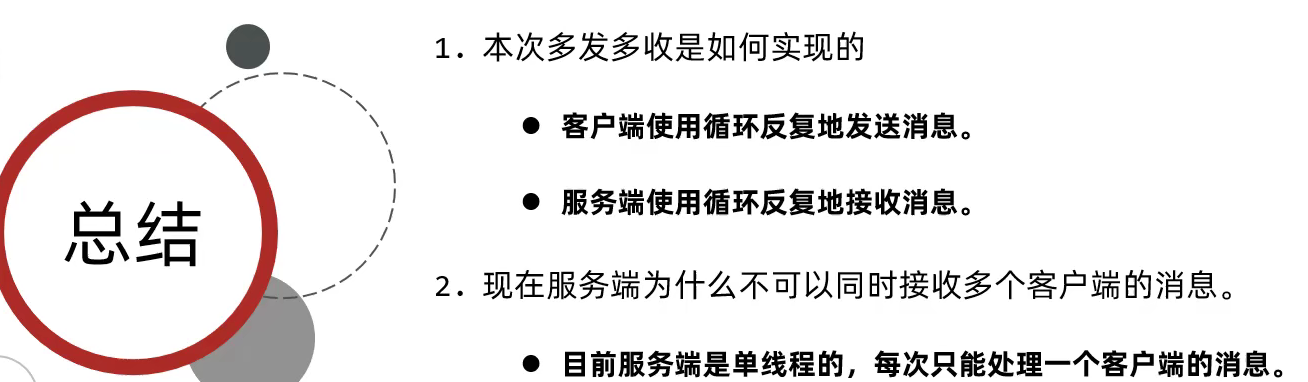 总结
1. 本次多发多收是如何实现的
● 客户端使用循环反复地发送消息。
● 服务端使用循环反复地接收消息。
2. 现在服务端为什么不可以同时接收多个客户端的消息。
● 目前服务端是单线程的，每次只能处理一个客户端的消息。